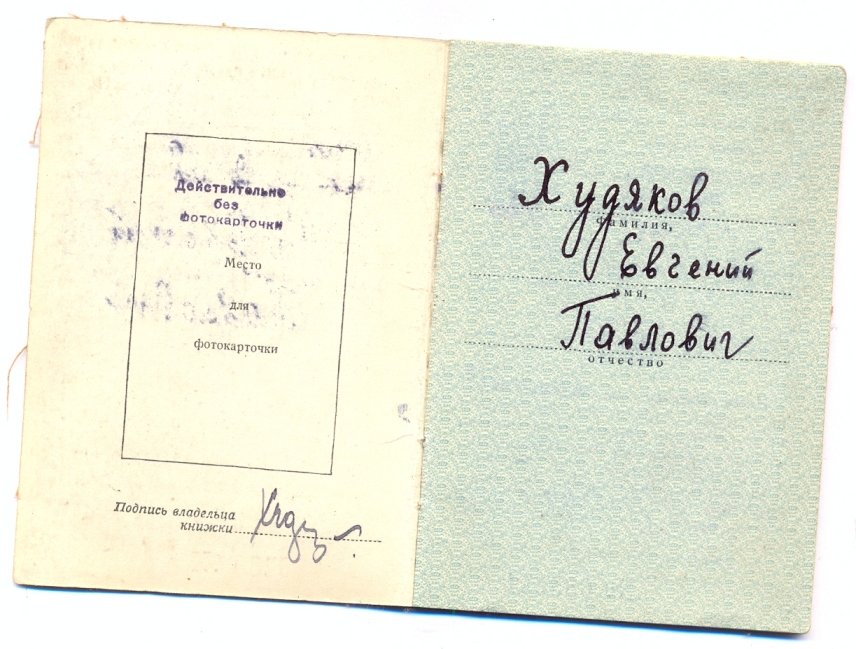 Действительно
без
фотокарточки
Место
для
фотокарточки
Подпись владельца
книжки
Худяков
фамилия,
Евгений
имя,
Павлович
отчество